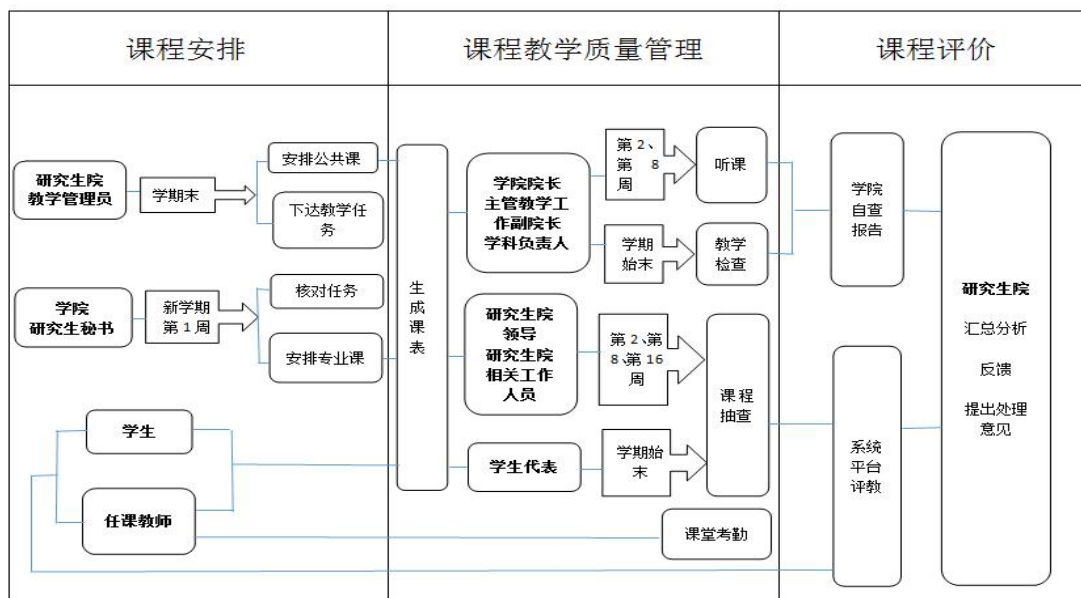 课程安排
课程教学质量管理
课程评价
研究生院
教学管理员
学期末
安排公共课
下达教学任
务
学院
研究生秘书
新学期
第1周
核对任务
安排专业课
学生
任课教师
生
成
课
表
学院院长
主管教学工
作副院长
学科负责人
第2、
第 8
周
听课
学期
始末
教学
检查
研究生院
领导
研究生院
相关工作
人员
第2、第
8、第16
周
课程
抽查
学生代表
学期始
末
课堂考勤
学院
自查
报告
系统
平台
评教
研究生院
汇总分析
反馈
提出处理
意见